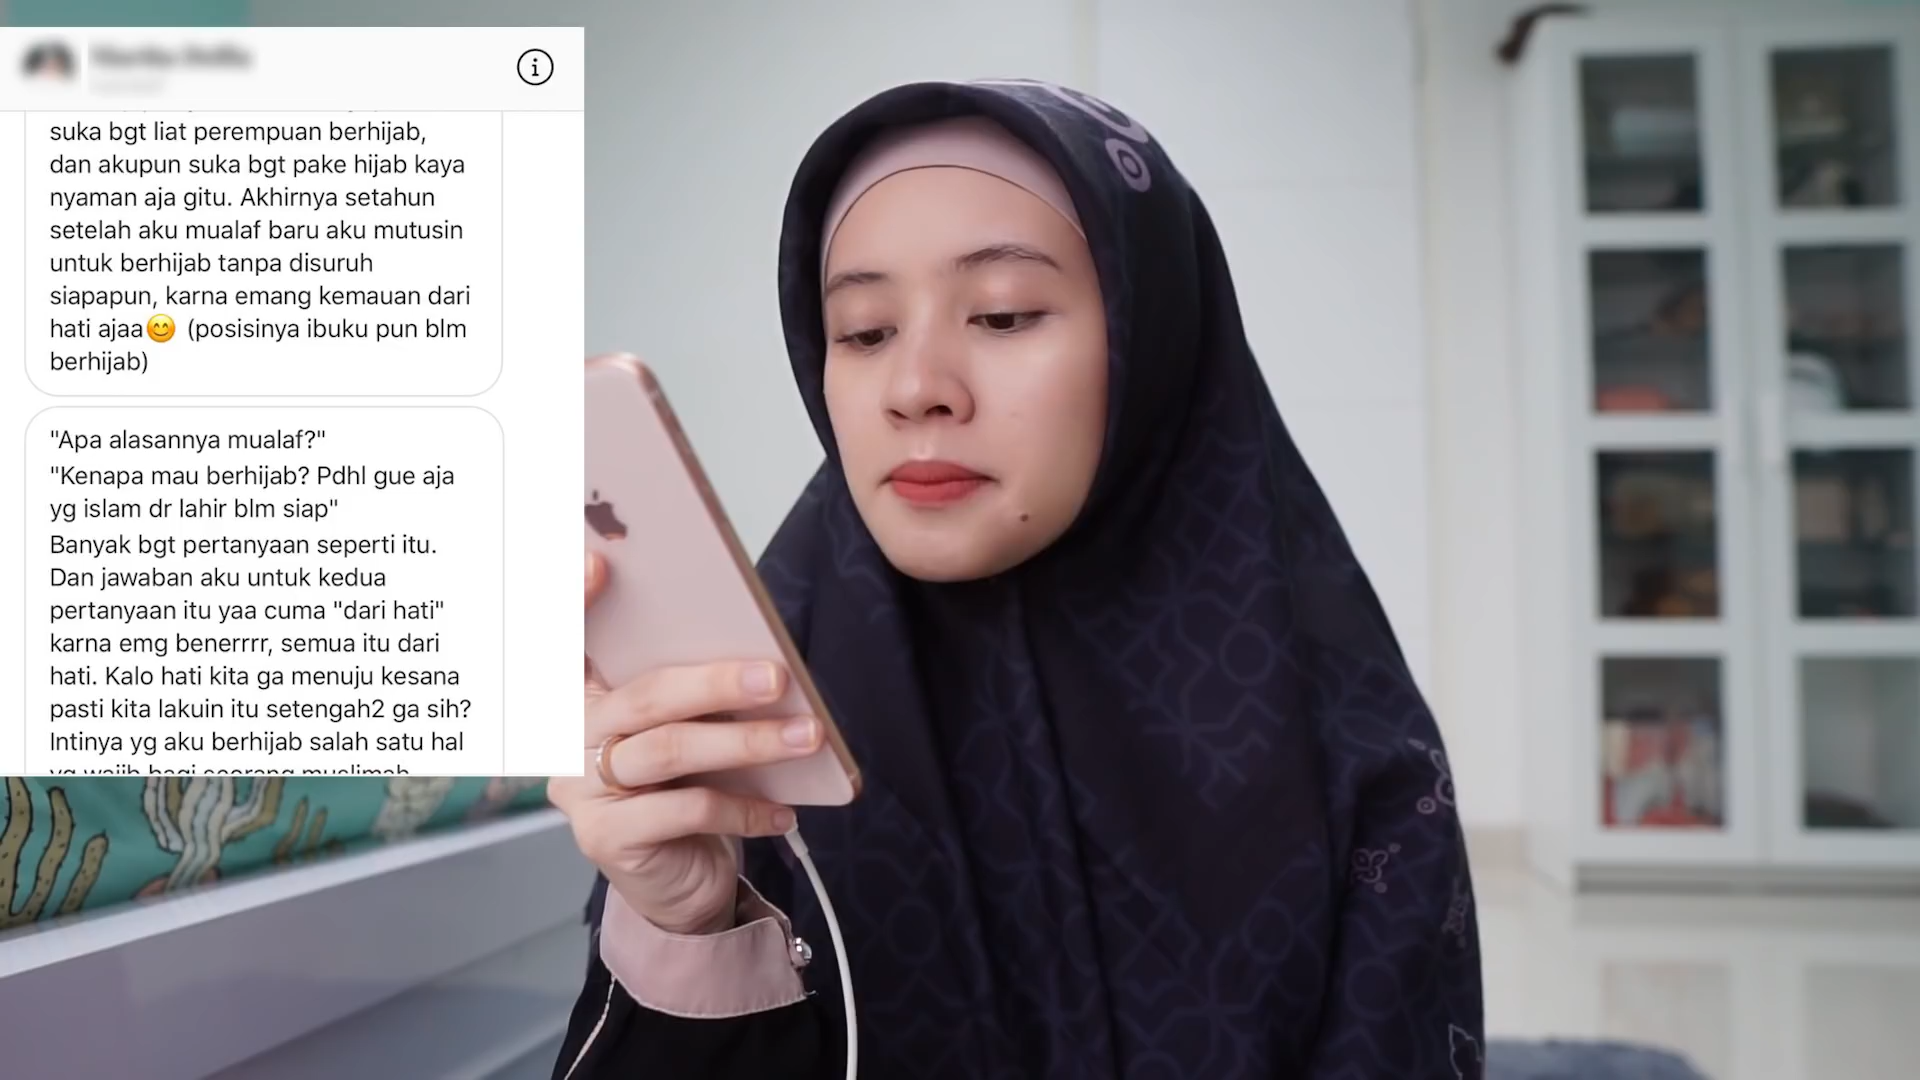 suka bgt liat perempuan berhijab,
dan akupun suka bgt pake hijab kaya
nyaman aja gitu. Akhirnya setahun
setelah aku mualaf baru aku mutusin
untuk berhijab tanpa disuruh
siapapun, karna emang kemauan dari
hati ajaa😊 (posisinya ibuku pun blm
berhijab)
"Apa alasannya mualaf?"
"Kenapa mau berhijab? Pdhl gue aja
yg islam dr lahir blm siap"
Banyak bgt pertanyaan seperti itu.
Dan jawaban aku untuk kedua
pertanyaan itu yaa cuma "dari hati"
karna emg benerrrr, semua itu dari
hati. Kalo hati kita ga menuju kesana
pasti kita lakuin itu setengah2 ga sih?
Intinya yg aku berhijab salah satu hal
yg wajib bagi seorang muslimah